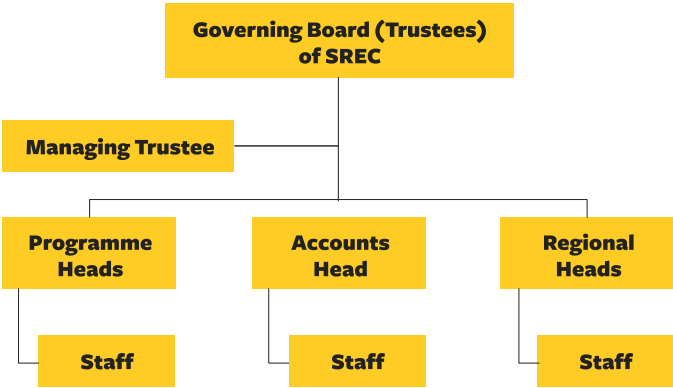 Governing Board (Trustees)
of SREC
Managing Trustee
Programme
Heads
Accounts
Head
Regional
Heads
Staff
Staff
Staff